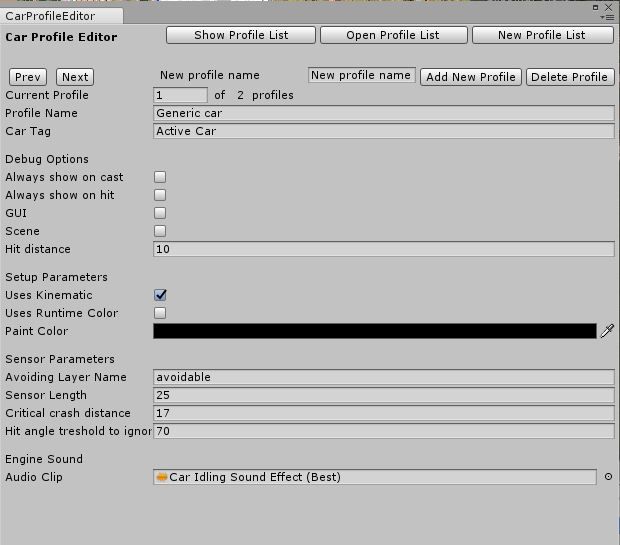 CarProfileEditor
Car Profile Editor Show Profile List Open Profile List New Profile List
Prev Next New profile name New profile name Add New Profile Delete Profile
Current Profile 1 of 2 profiles
Profile Name Generic car
Car Tag Active Car
Debug Options
Always show on cast
Always show on hit
GUI
Scene
Hit distance 10
Setup Parameters
Uses Kinematic
Uses Runtime Color
Paint Color
Sensor Parameters
Avoiding Layer Name avoidable
Sensor Length 25
Critical crash distance 17
Hit angle treshold to ignor 70
Engine Sound
Audio Clip Car Idling Sound Effect (Best)